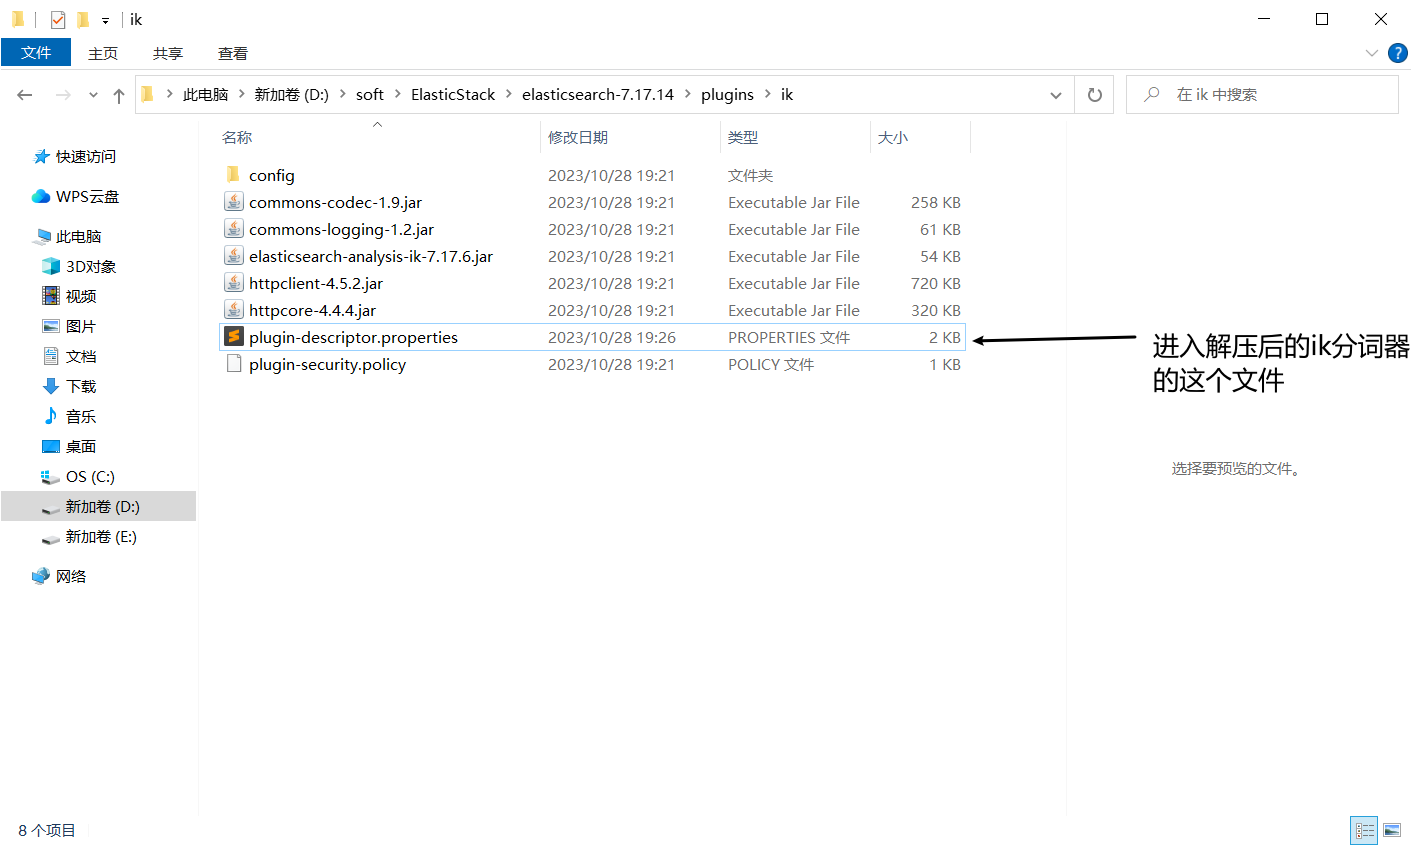 ik
文件 主页 共享 查看
此电脑 新加卷 (D:) soft ElasticStack elasticsearch-7.17.14 plugins ik 在 ik 中搜索
名称 修改日期 类型 大小
config 2023/10/28 19:21 文件夹
commons-codec-1.9.jar 2023/10/28 19:21 Executable Jar File 258 KB
commons-logging-1.2.jar 2023/10/28 19:21 Executable Jar File 61 KB
elasticsearch-analysis-ik-7.17.6.jar 2023/10/28 19:21 Executable Jar File 54 KB
httpclient-4.5.2.jar 2023/10/28 19:21 Executable Jar File 720 KB
httpcore-4.4.4.jar 2023/10/28 19:21 Executable Jar File 320 KB
plugin-descriptor.properties 2023/10/28 19:26 PROPERTIES 文件 2 KB
plugin-security.policy 2023/10/28 19:21 POLICY 文件 1 KB
快速访问
WPS云盘
此电脑
3D对象
视频
图片
文档
下载
音乐
桌面
OS (C:)
新加卷 (D:)
新加卷 (E:)
网络
进入解压后的ik分词器
的这个文件
选择要预览的文件。
8 个项目